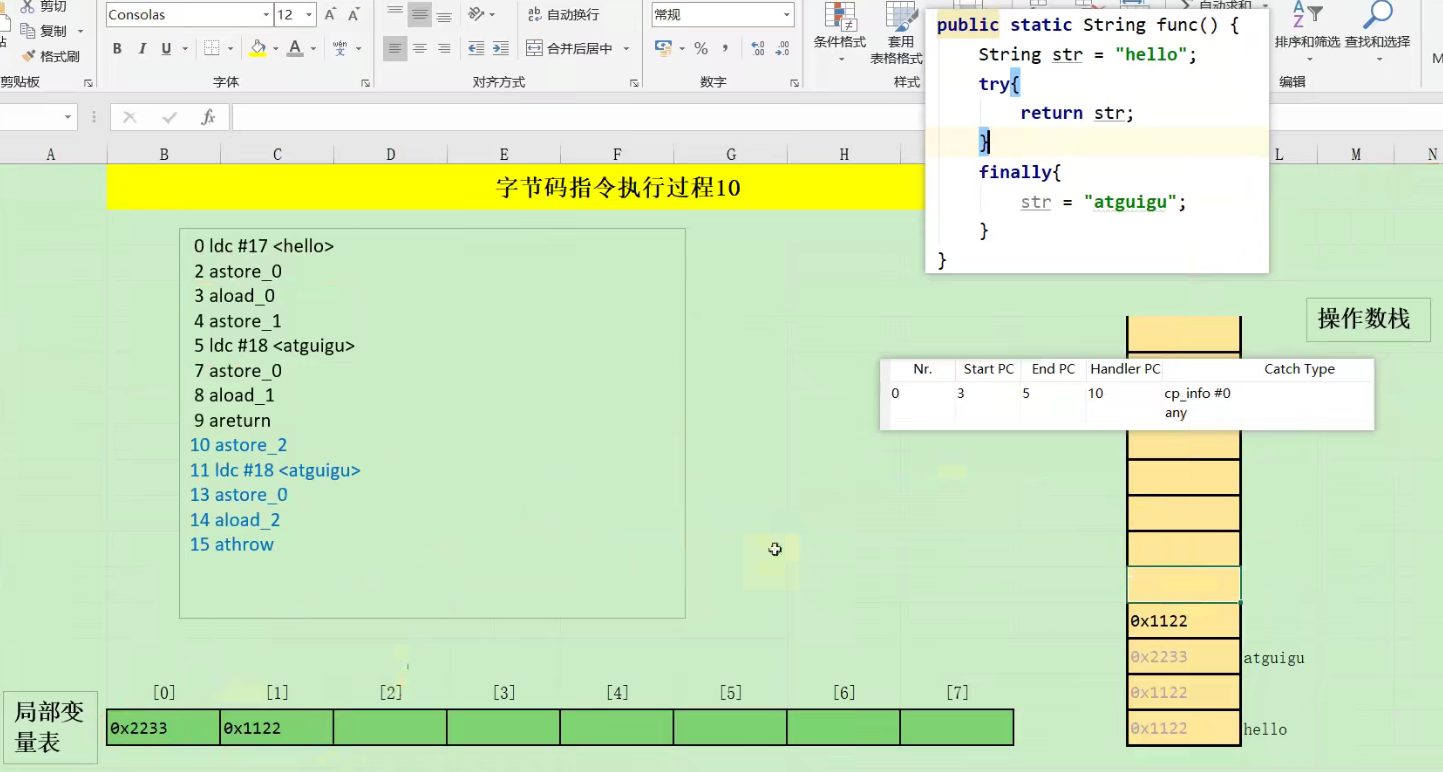 剪切
复制
格式刷
剪贴板
Consolas
12
A A
B I U
A
wén
文
字体
ab 自动换行
合并后居中
对齐方式
常规
% ,
数字
条件格式
套用
表格格式
样式
排序和筛选 查找和选择
编辑
fx
A B C D E F G H L M N
字节码指令执行过程10
public static String func() {
String str = "hello";
try{
return str;
}
finally{
str = "atguigu";
}
}
0 ldc #17 <hello>
2 astore_0
3 aload_0
4 astore_1
5 ldc #18 <atguigu>
7 astore_0
8 aload_1
9 areturn
10 astore_2
11 ldc #18 <atguigu>
13 astore_0
14 aload_2
15 athrow
操作数栈
Nr. Start PC End PC Handler PC Catch Type
0 3 5 10 cp_info #0
any
0x1122
0x2233 atguigu
0x1122
0x1122 hello
[0] [1] [2] [3] [4] [5] [6] [7]
局部变
量表
0x2233 0x1122